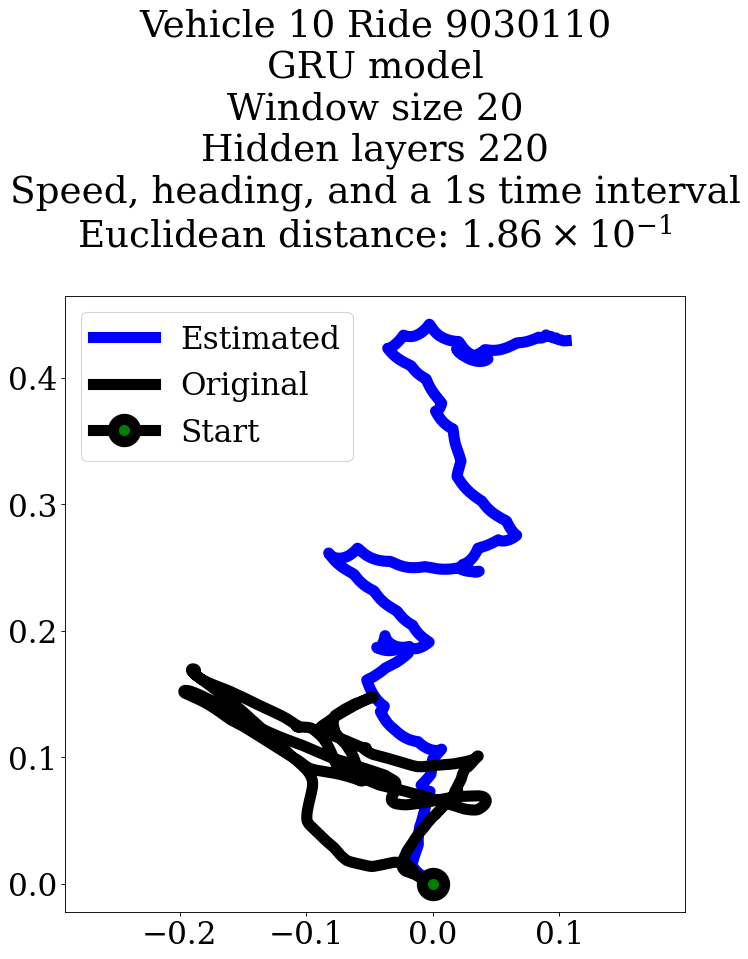 Vehicle 10 Ride 9030110
GRU model
Window size 20
Hidden layers 220
Speed, heading, and a 1s time interval
Euclidean distance: 1.86 × 10⁻¹
Estimated
Original
Start
0.4
0.3
0.2
0.1
0.0
−0.2 −0.1 0.0 0.1